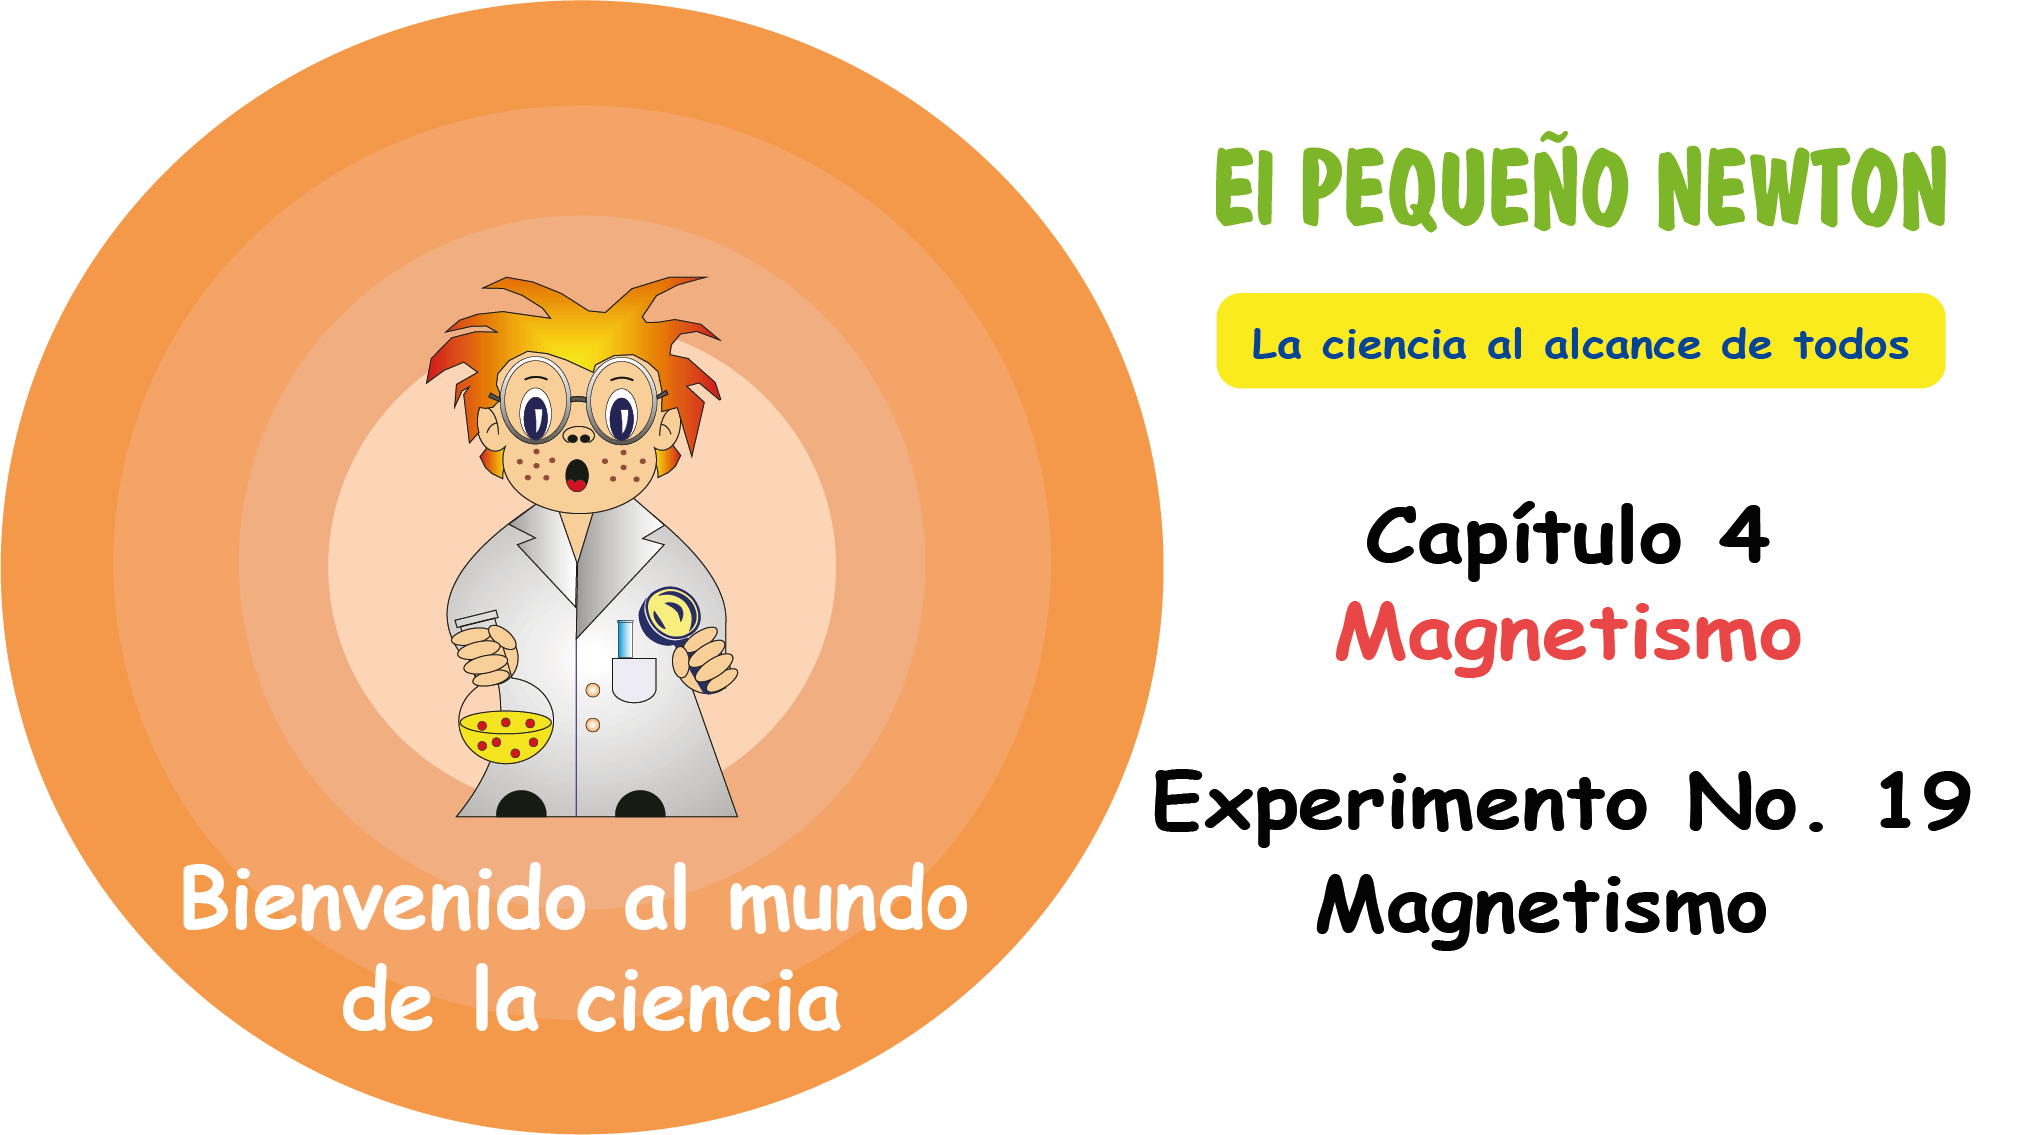 El PEQUEÑO NEWTON
La ciencia al alcance de todos
Capítulo 4
Magnetismo
Experimento No. 19
Magnetismo
Bienvenido al mundo
de la ciencia